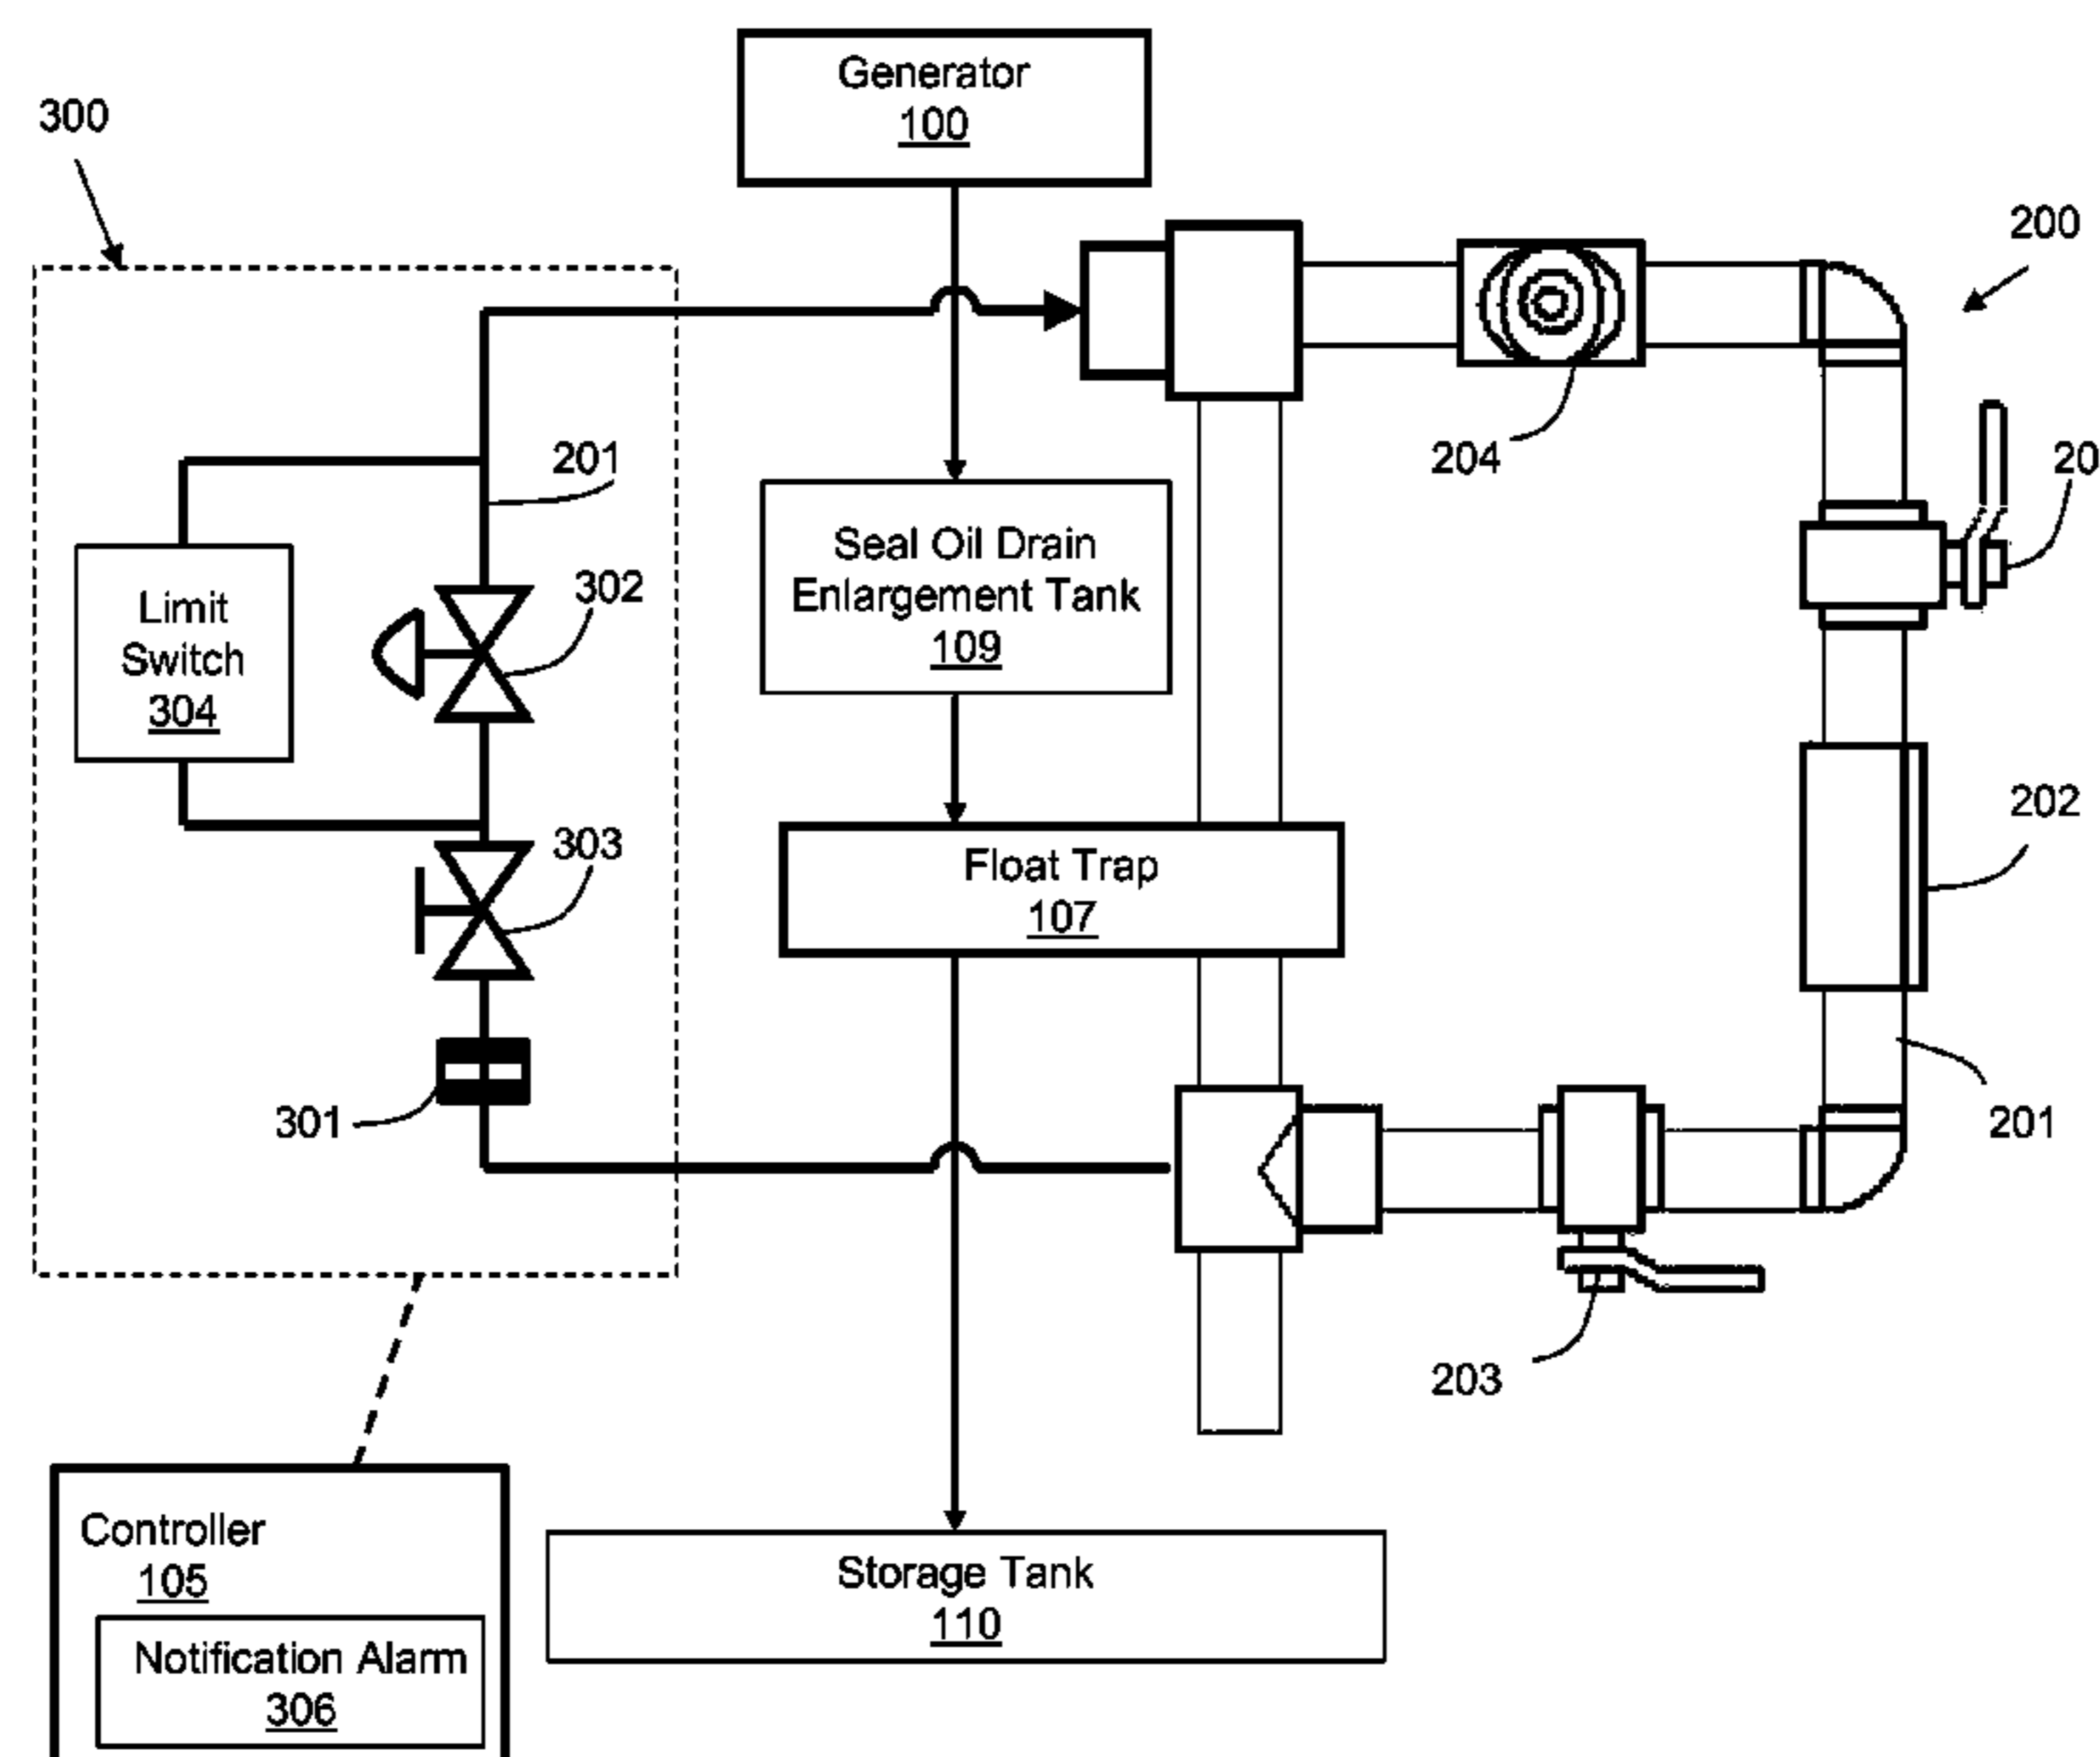 Generator
100
300
200
201
204
20
Limit
Switch
304
302
Seal Oil Drain
Enlargement Tank
109
202
303
Float Trap
107
301
201
203
Controller
105
Notification Alarm
306
Storage Tank
110